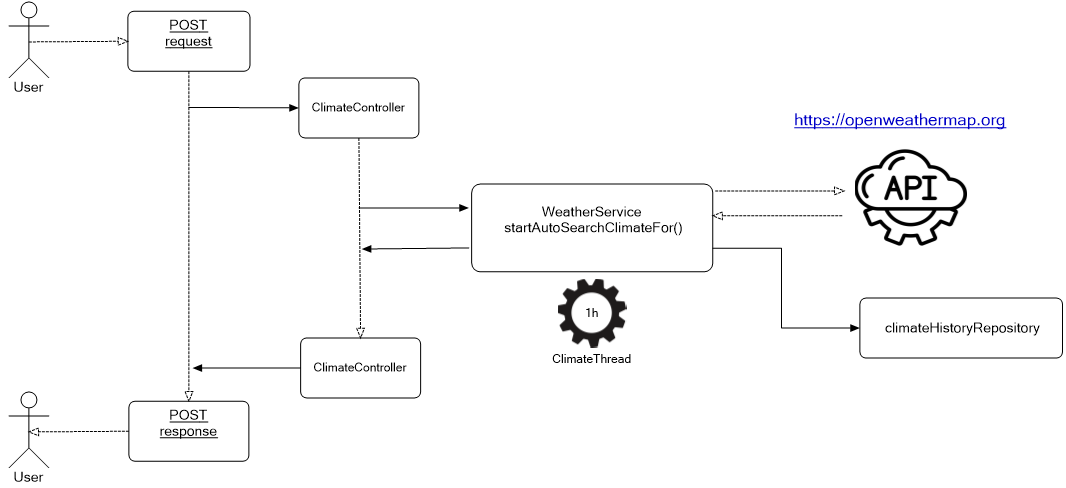 POST
request
User
ClimateController
https://openweathermap.org
API
WeatherService
startAutoSearchClimateFor()
1h
ClimateThread
climateHistoryRepository
ClimateController
POST
response
User